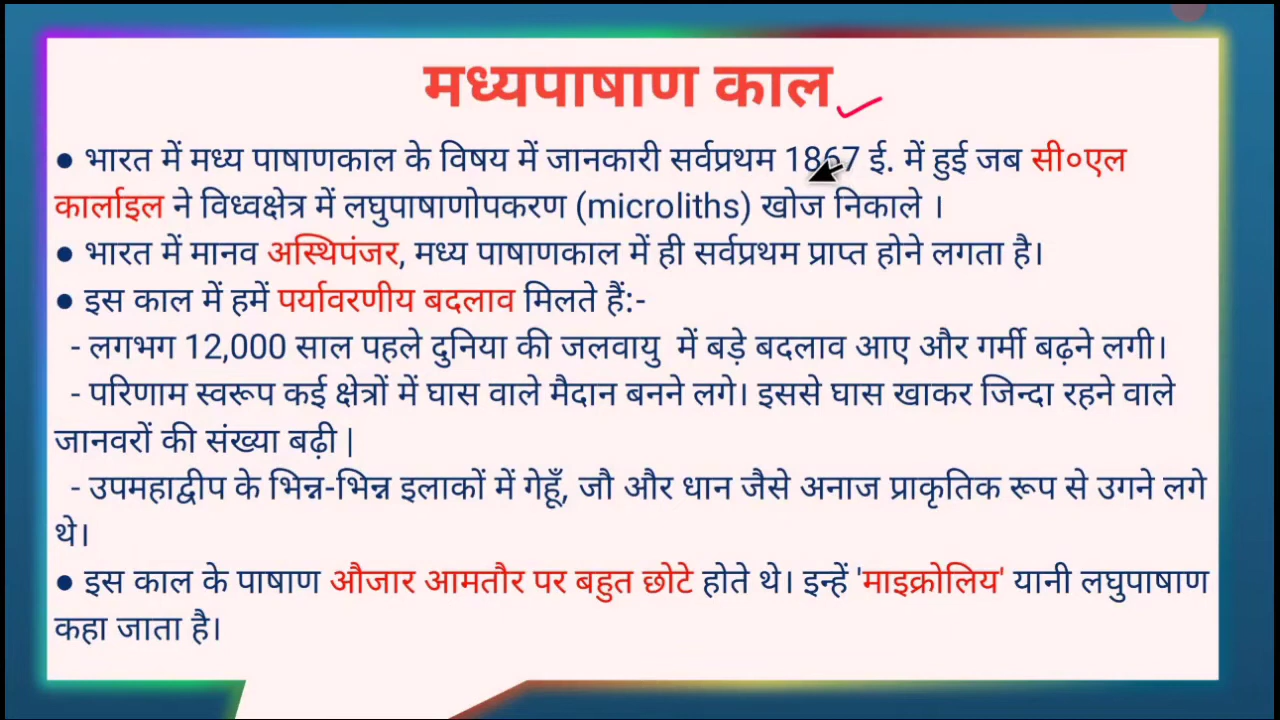 मध्यपाषाण काल
● भारत में मध्य पाषाणकाल के विषय में जानकारी सर्वप्रथम 1867 ई. में हुई जब सी०एल
कार्लाइल ने विध्वक्षेत्र में लघुपाषाणोपकरण (microliths) खोज निकाले ।
● भारत में मानव अस्थिपंजर, मध्य पाषाणकाल में ही सर्वप्रथम प्राप्त होने लगता है।
● इस काल में हमें पर्यावरणीय बदलाव मिलते हैं:-
- लगभग 12,000 साल पहले दुनिया की जलवायु में बड़े बदलाव आए और गर्मी बढ़ने लगी।
- परिणाम स्वरूप कई क्षेत्रों में घास वाले मैदान बनने लगे। इससे घास खाकर जिन्दा रहने वाले
जानवरों की संख्या बढ़ी |
- उपमहाद्वीप के भिन्न-भिन्न इलाकों में गेहूँ, जौ और धान जैसे अनाज प्राकृतिक रूप से उगने लगे
थे।
● इस काल के पाषाण औजार आमतौर पर बहुत छोटे होते थे। इन्हें 'माइक्रोलिय' यानी लघुपाषाण
कहा जाता है।